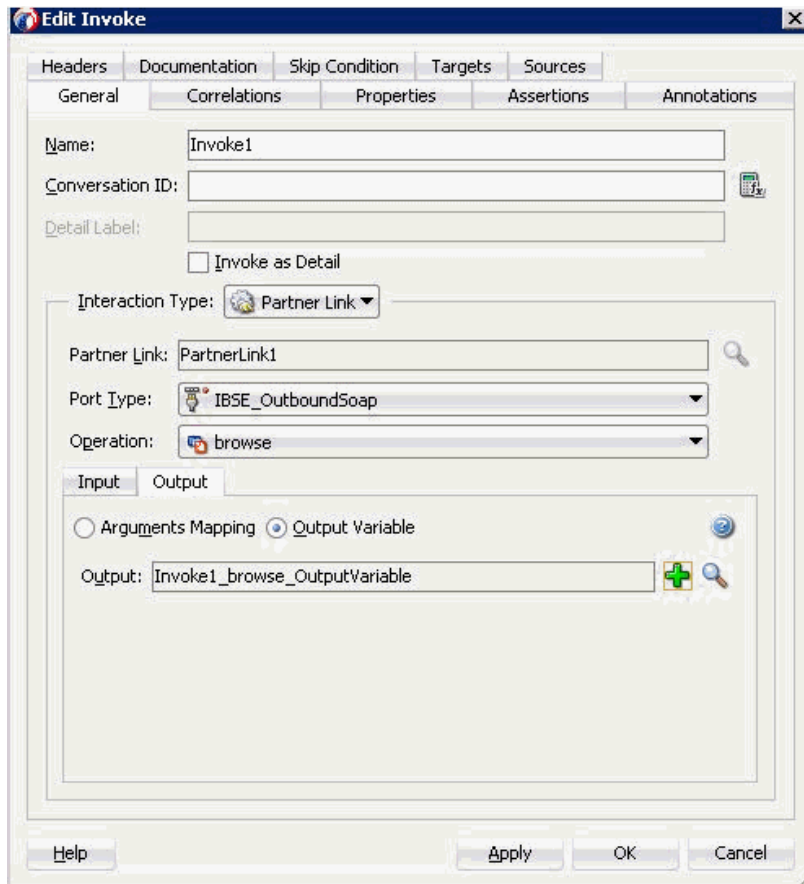 Edit Invoke
Headers Documentation Skip Condition Targets Sources
General Correlations Properties Assertions Annotations
Name: Invoke1
Conversation ID:
Detail Label:
Invoke as Detail
Interaction Type: Partner Link
Partner Link: PartnerLink1
Port Type: IBSE_OutboundSoap
Operation: browse
Input Output
Arguments Mapping Output Variable
Output: Invoke1_browse_OutputVariable
Help Apply OK Cancel